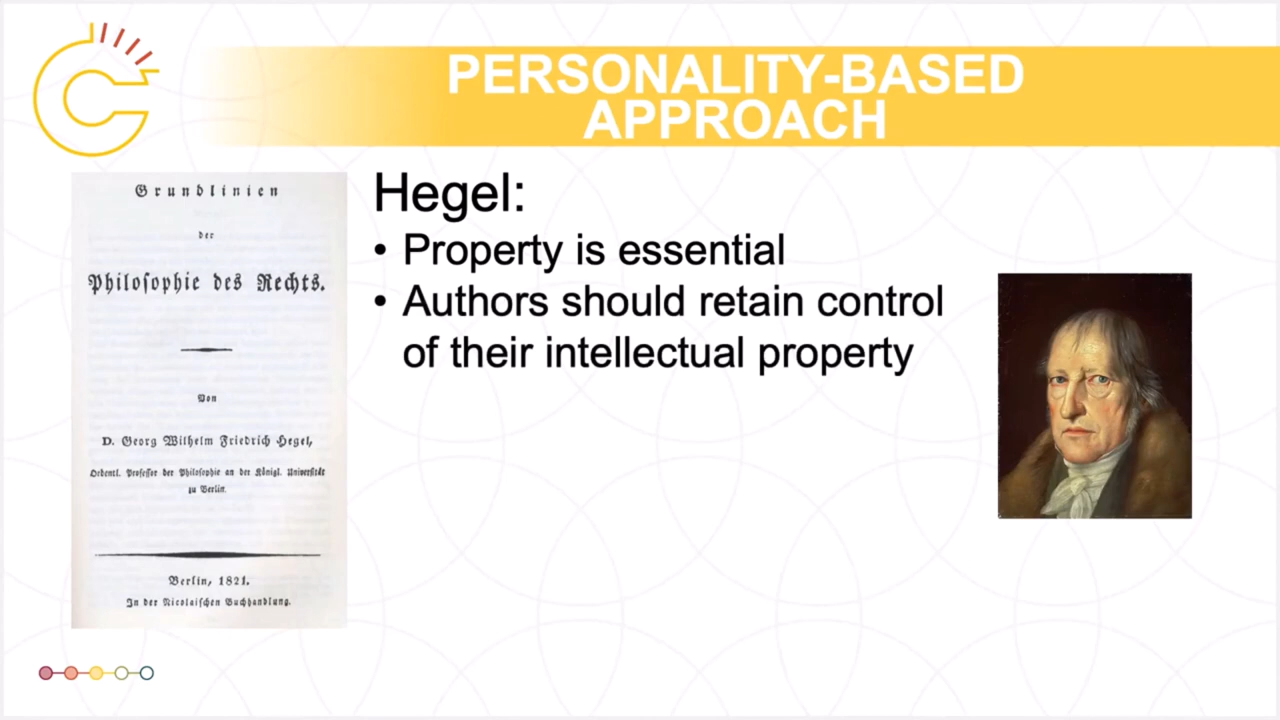 PERSONALITY-BASED
APPROACH
Grundlinien
der
Philoſophie des Rechts.
Von
D. Georg Wilhelm Friedrich Hegel,
Ordentl. Profeſſor der Philoſophie an der Königl. Univerſität
zu Berlin.
Berlin, 1821.
In der Nicolaiſchen Buchhandlung.
Hegel:
• Property is essential
• Authors should retain control
of their intellectual property